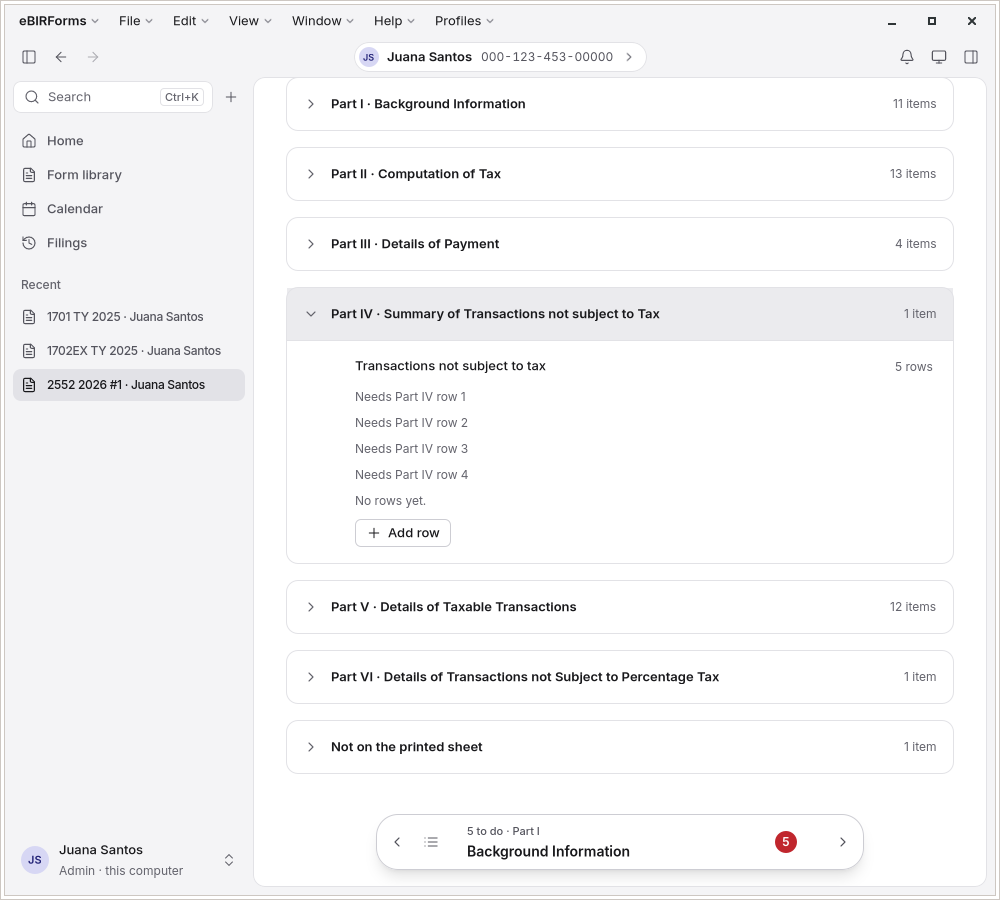 eBIRForms File Edit View Window Help Profiles
JS Juana Santos 000-123-453-00000
Search Ctrl+K
Home
Form library
Calendar
Filings
Recent
1701 TY 2025 · Juana Santos
1702EX TY 2025 · Juana Santos
2552 2026 #1 · Juana Santos
JS Juana Santos
Admin · this computer
Part I · Background Information 11 items
Part II · Computation of Tax 13 items
Part III · Details of Payment 4 items
Part IV · Summary of Transactions not subject to Tax 1 item
Transactions not subject to tax 5 rows
Needs Part IV row 1
Needs Part IV row 2
Needs Part IV row 3
Needs Part IV row 4
No rows yet.
Add row
Part V · Details of Taxable Transactions 12 items
Part VI · Details of Transactions not Subject to Percentage Tax 1 item
Not on the printed sheet 1 item
5 to do · Part I
Background Information 5